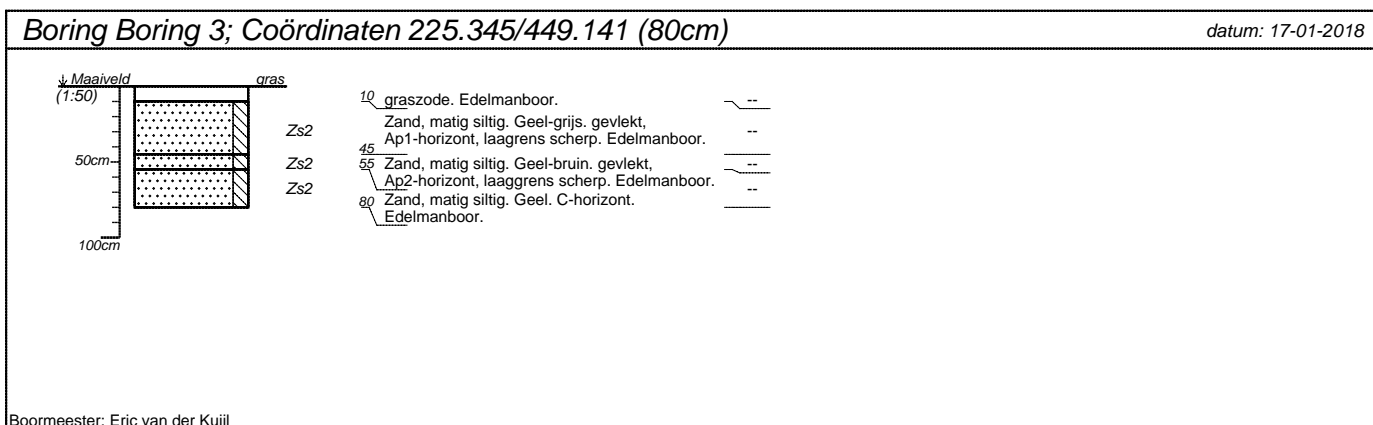 Boring Boring 3; Coördinaten 225.345/449.141 (80cm)
datum: 17-01-2018
Maaiveld
gras
(1:50)
10 graszode. Edelmanboor. --
Zand, matig siltig. Geel-grijs. gevlekt,
Zs2
Ap1-horizont, laagrens scherp. Edelmanboor. --
45
50cm
Zs2
55 Zand, matig siltig. Geel-bruin. gevlekt, --
Ap2-horizont, laaggrens scherp. Edelmanboor.
Zs2
--
80 Zand, matig siltig. Geel. C-horizont.
Edelmanboor.
100cm
Boormeester: Eric van der Kuijl